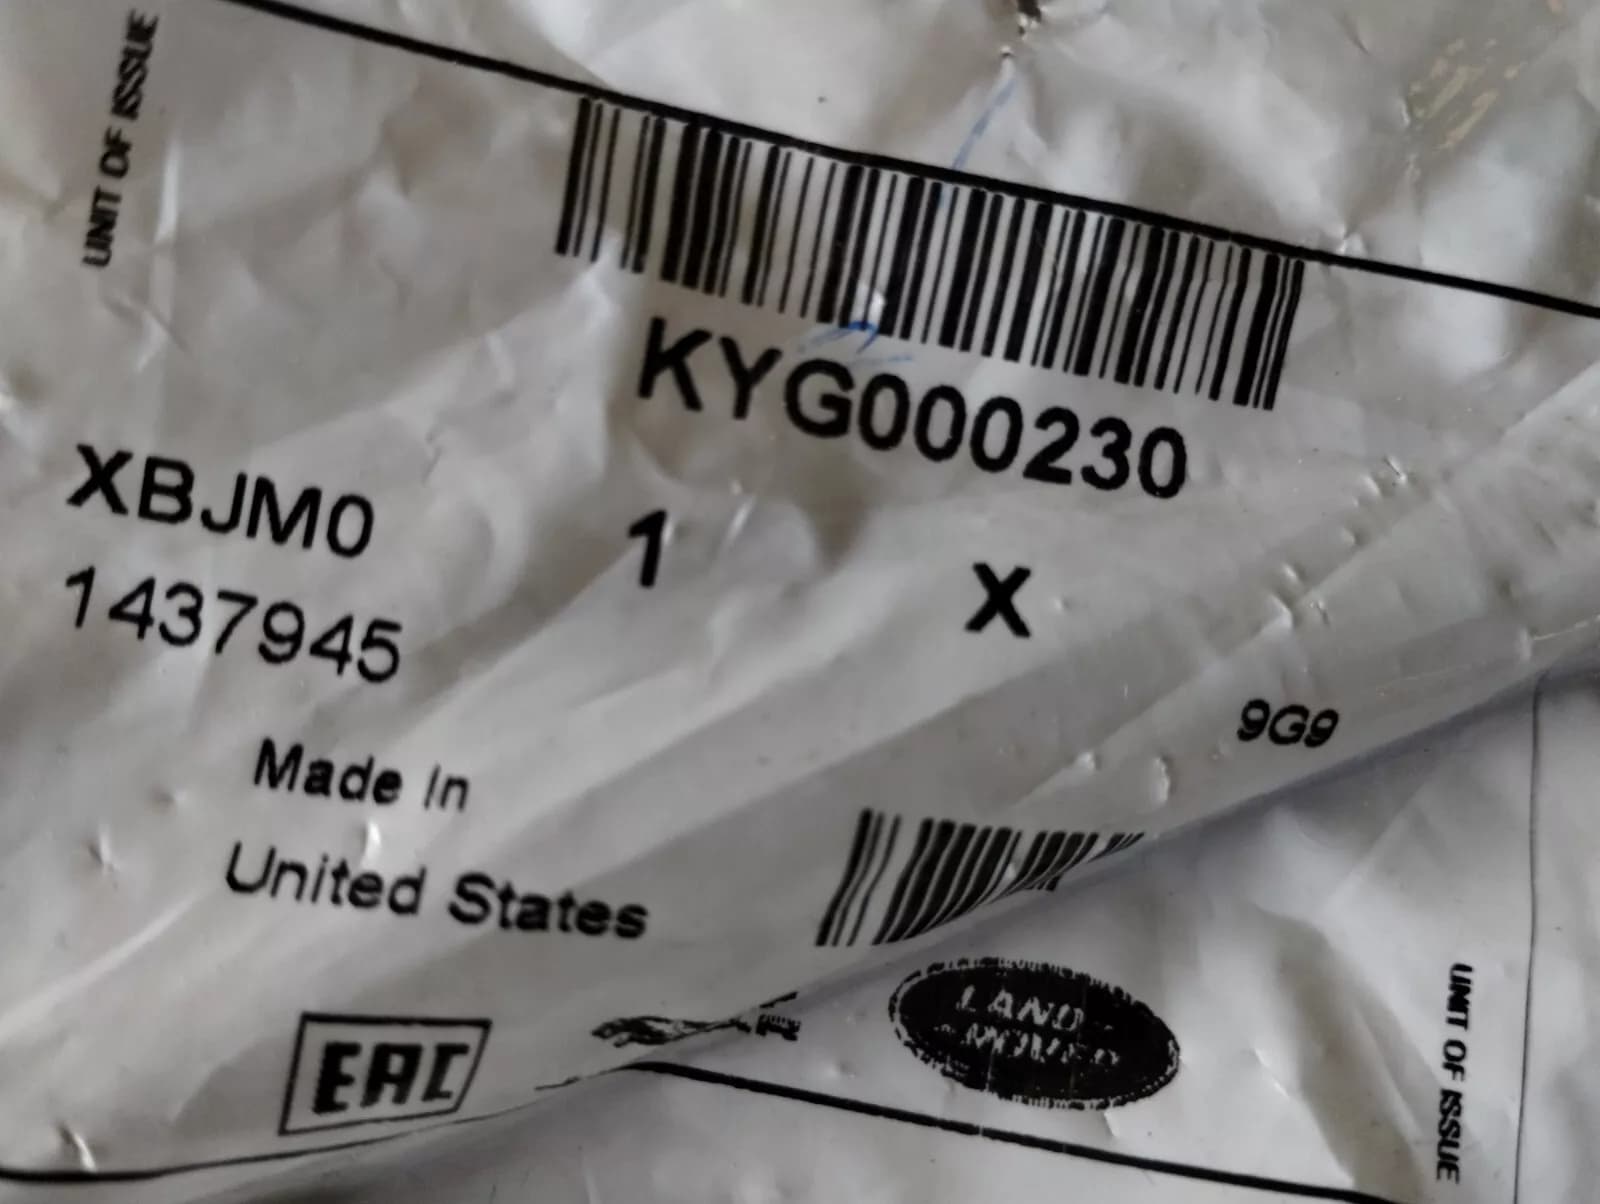 UNIT OF ISSUE
KYG000230
XBJM0 1 X
1437945
9G9
Made In
United States
EAC
LAND
ROVER
UNIT OF ISSUE